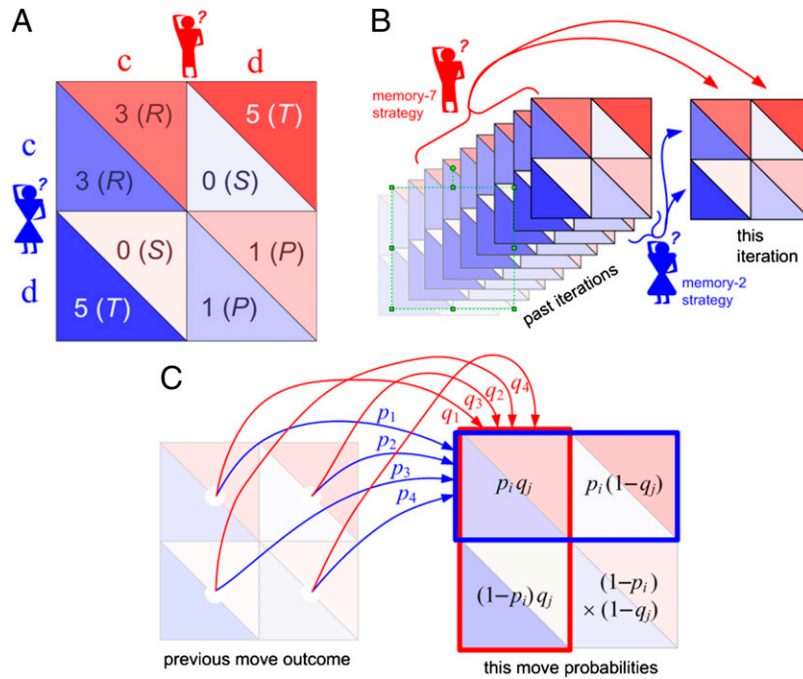 A
?
c
d
c
3 (R)
5 (T)
3 (R)
0 (S)
?
d
0 (S)
1 (P)
5 (T)
1 (P)
B
?
memory-7
strategy
past iterations
this
iteration
?
memory-2
strategy
C
q1
q3
q2
q4
p1
p2
p3
p4
pi qj
pi (1−qj)
(1−pi) qj
(1−pi)
× (1−qj)
previous move outcome
this move probabilities